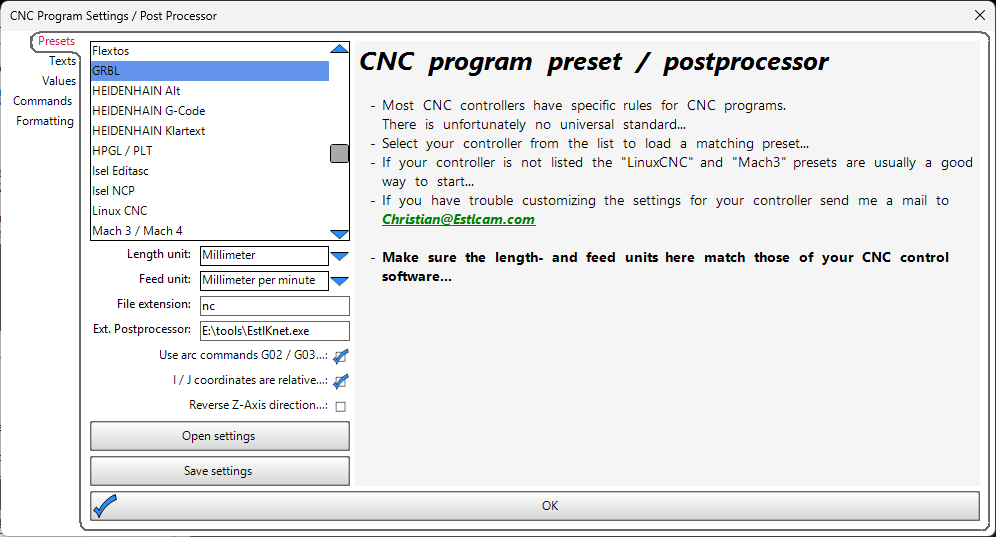 CNC Program Settings / Post Processor
Presets
Texts
Values
Commands
Formatting
Flextos
GRBL
HEIDENHAIN Alt
HEIDENHAIN G-Code
HEIDENHAIN Klartext
HPGL / PLT
Isel Editasc
Isel NCP
Linux CNC
Mach 3 / Mach 4
Length unit: Millimeter
Feed unit: Millimeter per minute
File extension: nc
Ext. Postprocessor: E:\tools\EstlKnet.exe
Use arc commands G02 / G03...:
I / J coordinates are relative...:
Reverse Z-Axis direction...:
Open settings
Save settings
CNC program preset / postprocessor
- Most CNC controllers have specific rules for CNC programs.
There is unfortunately no universal standard...
- Select your controller from the list to load a matching preset...
- If your controller is not listed the "LinuxCNC" and "Mach3" presets are usually a good
way to start...
- If you have trouble customizing the settings for your controller send me a mail to
Christian@Estlcam.com
- Make sure the length- and feed units here match those of your CNC control
software...
OK